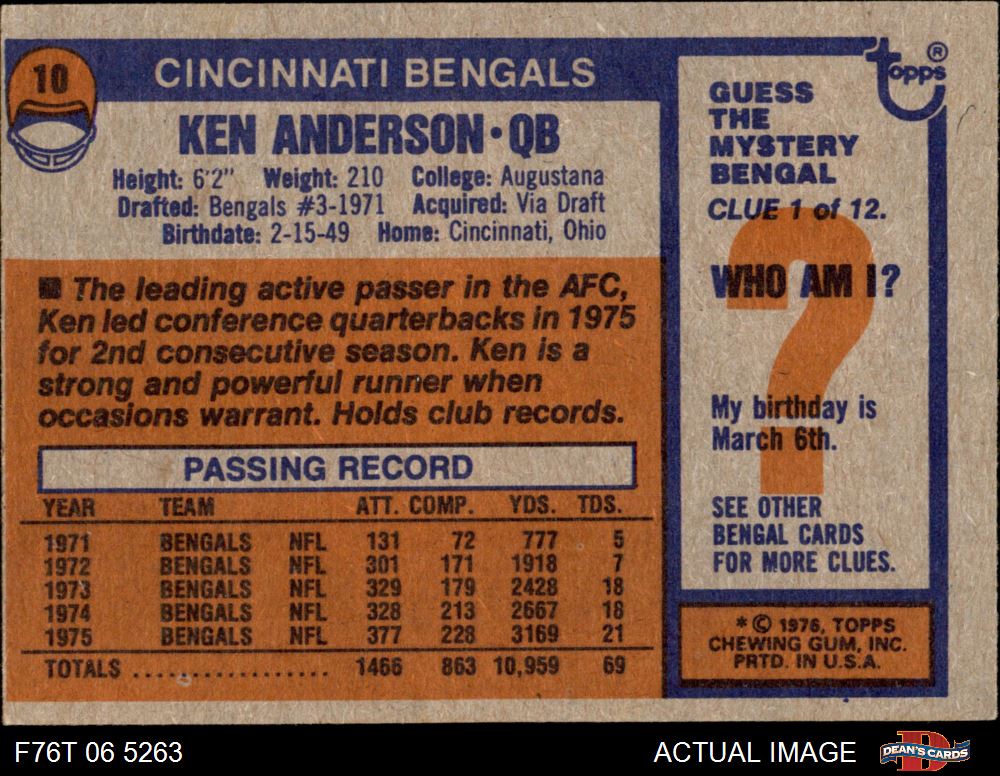 10
CINCINNATI BENGALS
KEN ANDERSON • QB
Height: 6'2" Weight: 210 College: Augustana
Drafted: Bengals #3-1971 Acquired: Via Draft
Birthdate: 2-15-49 Home: Cincinnati, Ohio
■ The leading active passer in the AFC,
Ken led conference quarterbacks in 1975
for 2nd consecutive season. Ken is a
strong and powerful runner when
occasions warrant. Holds club records.
PASSING RECORD
YEAR TEAM ATT. COMP. YDS. TDS.
1971 BENGALS NFL 131 72 777 5
1972 BENGALS NFL 301 171 1918 7
1973 BENGALS NFL 329 179 2428 18
1974 BENGALS NFL 328 213 2667 18
1975 BENGALS NFL 377 228 3169 21
TOTALS .................. 1466 863 10,959 69
topps ®
GUESS
THE
MYSTERY
BENGAL
CLUE 1 of 12.
?
WHO AM I?
My birthday is
March 6th.
SEE OTHER
BENGAL CARDS
FOR MORE CLUES.
* © 1976, TOPPS
CHEWING GUM, INC.
PRTD. IN U.S.A.
F76T 06 5263
ACTUAL IMAGE
D
DEAN'S CARDS